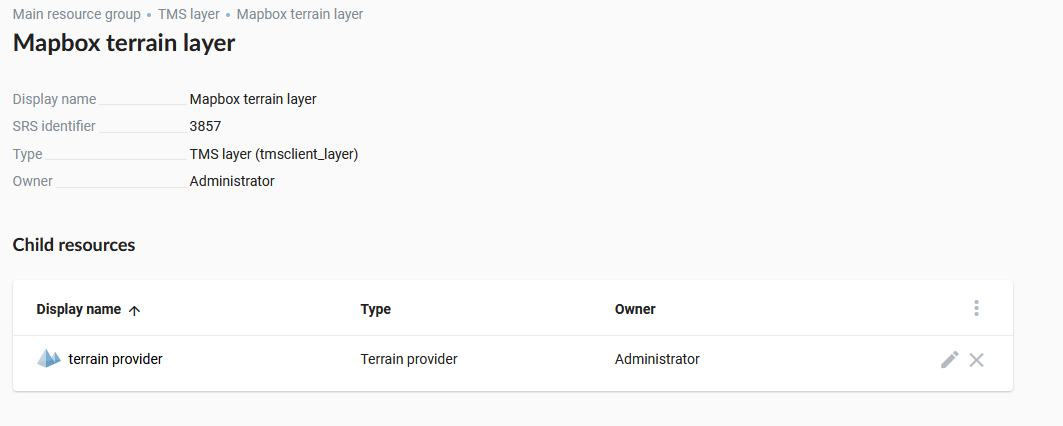 Main resource group • TMS layer • Mapbox terrain layer
Mapbox terrain layer
Display name Mapbox terrain layer
SRS identifier 3857
Type TMS layer (tmsclient_layer)
Owner Administrator
Child resources
Display name ↑ Type Owner
terrain provider Terrain provider Administrator